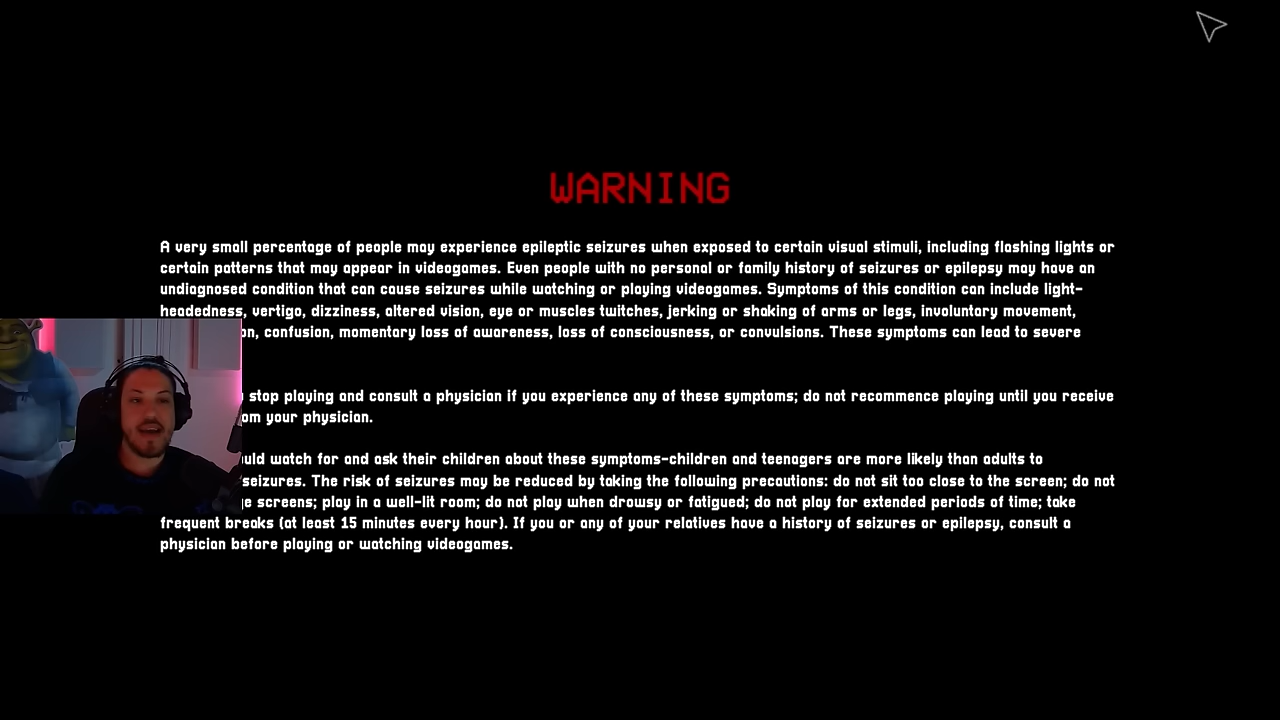 WARNING
A very small percentage of people may experience epileptic seizures when exposed to certain visual stimuli, including flashing lights or
certain patterns that may appear in videogames. Even people with no personal or family history of seizures or epilepsy may have an
undiagnosed condition that can cause seizures while watching or playing videogames. Symptoms of this condition can include light-
headedness, vertigo, dizziness, altered vision, eye or muscles twitches, jerking or shaking of arms or legs, involuntary movement,
confusion, momentary loss of awareness, loss of consciousness, or convulsions. These symptoms can lead to severe
stop playing and consult a physician if you experience any of these symptoms; do not recommence playing until you receive
your physician.
watch for and ask their children about these symptoms-children and teenagers are more likely than adults to
seizures. The risk of seizures may be reduced by taking the following precautions: do not sit too close to the screen; do not
screens; play in a well-lit room; do not play when drowsy or fatigued; do not play for extended periods of time; take
frequent breaks (at least 15 minutes every hour). If you or any of your relatives have a history of seizures or epilepsy, consult a
physician before playing or watching videogames.